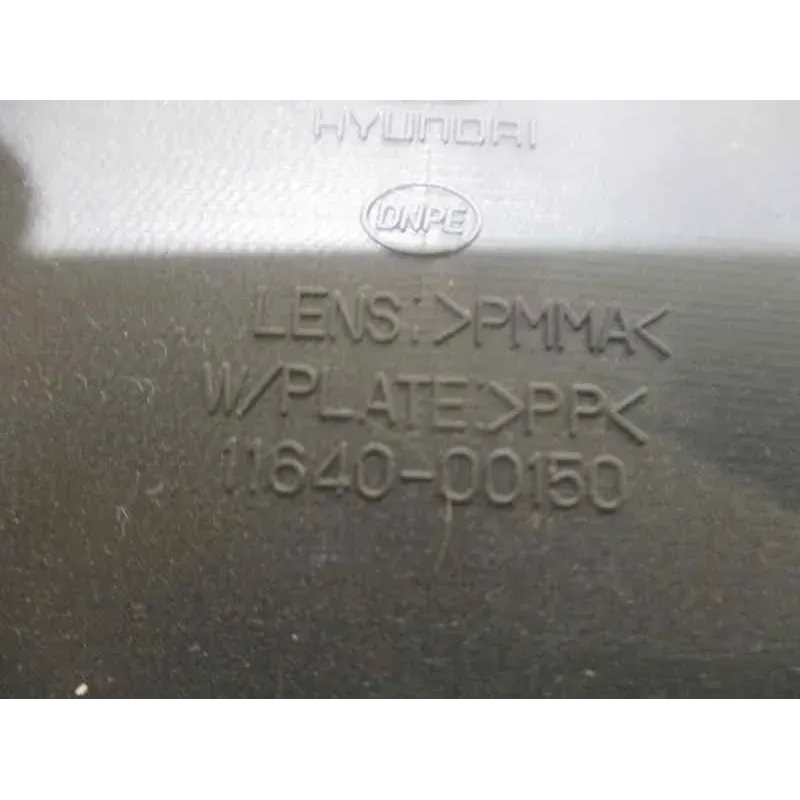 HYUNDAI
DNPE
LENS:>PMMA<
W/PLATE:>PP<
11640-00150